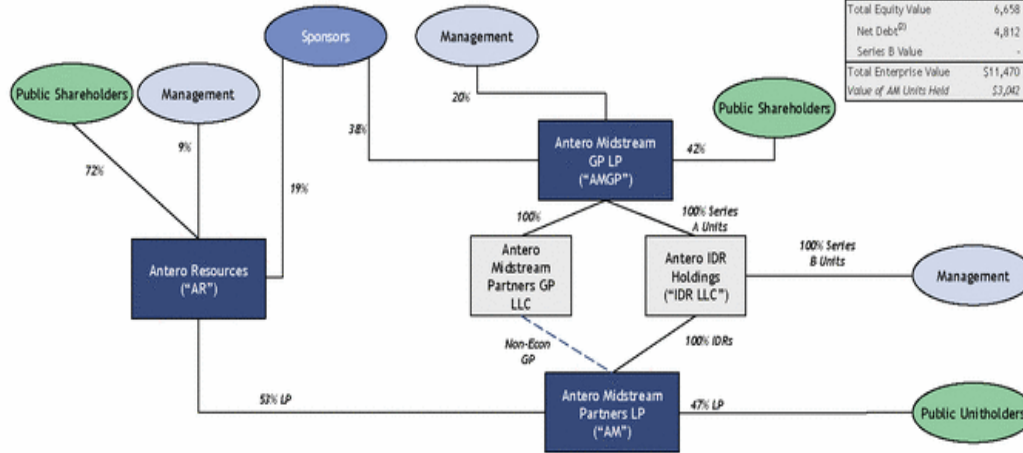 Total Equity Value 6,658
Net Debt(2) 4,812
Series B Value -
Total Enterprise Value $11,470
Value of AM Units Held $3,042
Sponsors
Management
Public Shareholders
Management
Public Shareholders
20%
38%
9%
72%
19%
42%
Antero Midstream
GP LP
("AMGP")
100%
100% Series
A Units
Antero Resources
("AR")
Antero
Midstream
Partners GP
LLC
Antero IDR
Holdings
("IDR LLC")
100% Series
B Units
Management
Non-Econ
GP
100% IDRs
53% LP
Antero Midstream
Partners LP
("AM")
47% LP
Public Unitholders